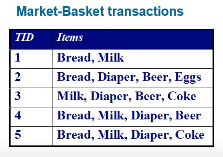 Market-Basket transactions
TID Items
1 Bread, Milk
2 Bread, Diaper, Beer, Eggs
3 Milk, Diaper, Beer, Coke
4 Bread, Milk, Diaper, Beer
5 Bread, Milk, Diaper, Coke